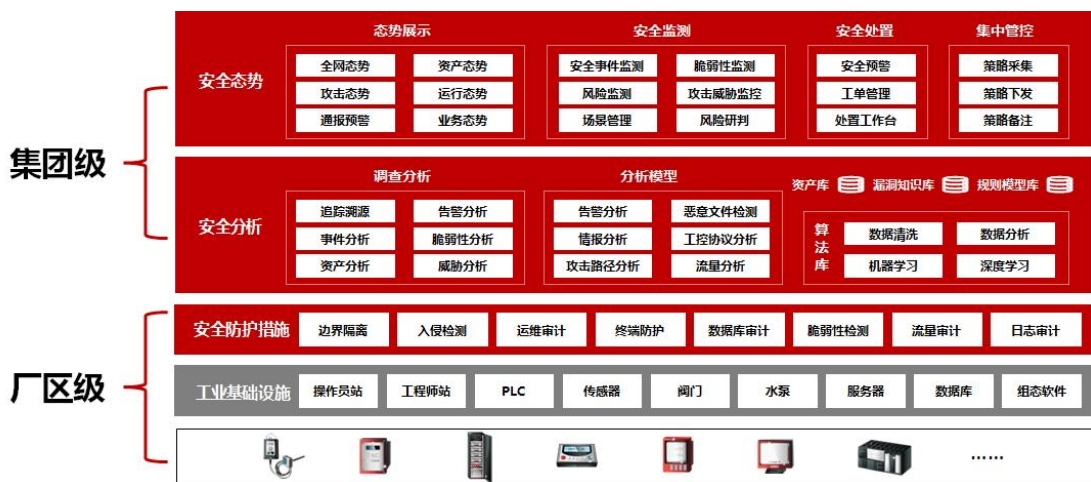 集团级
安全态势
态势展示
全网态势 资产态势
攻击态势 运行态势
通报预警 业务态势
安全监测
安全事件监测 脆弱性监测
风险监测 攻击威胁监控
场景管理 风险研判
安全处置
安全预警
工单管理
处置工作台
集中管控
策略采集
策略下发
策略备注
安全分析
调查分析
追踪溯源 告警分析
事件分析 脆弱性分析
资产分析 威胁分析
分析模型
告警分析 恶意文件检测
情报分析 工控协议分析
攻击路径分析 流量分析
资产库 漏洞知识库 规则模型库
算法库
数据清洗 数据分析
机器学习 深度学习
厂区级
安全防护措施 边界隔离 入侵检测 运维审计 终端防护 数据库审计 脆弱性检测 流量审计 日志审计
工业基础设施 操作员站 工程师站 PLC 传感器 阀门 水泵 服务器 数据库 组态软件
……